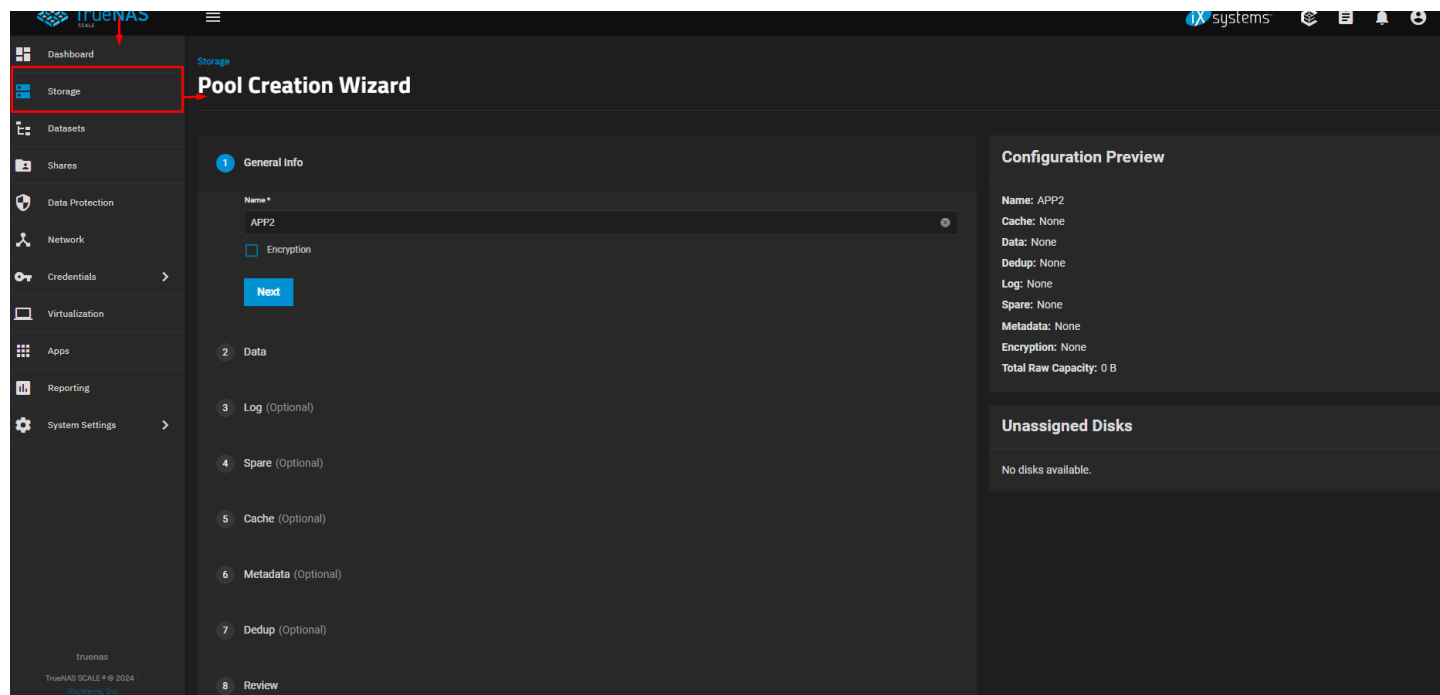 TrueNAS
SCALE
iX systems
Dashboard
Storage
Datasets
Shares
Data Protection
Network
Credentials
Virtualization
Apps
Reporting
System Settings
truenas
TrueNAS SCALE ® © 2024 -
iXsystems, Inc
Storage
Pool Creation Wizard
1 General Info
Name *
APP2
Encryption
Next
2 Data
3 Log (Optional)
4 Spare (Optional)
5 Cache (Optional)
6 Metadata (Optional)
7 Dedup (Optional)
8 Review
Configuration Preview
Name: APP2
Cache: None
Data: None
Dedup: None
Log: None
Spare: None
Metadata: None
Encryption: None
Total Raw Capacity: 0 B
Unassigned Disks
No disks available.